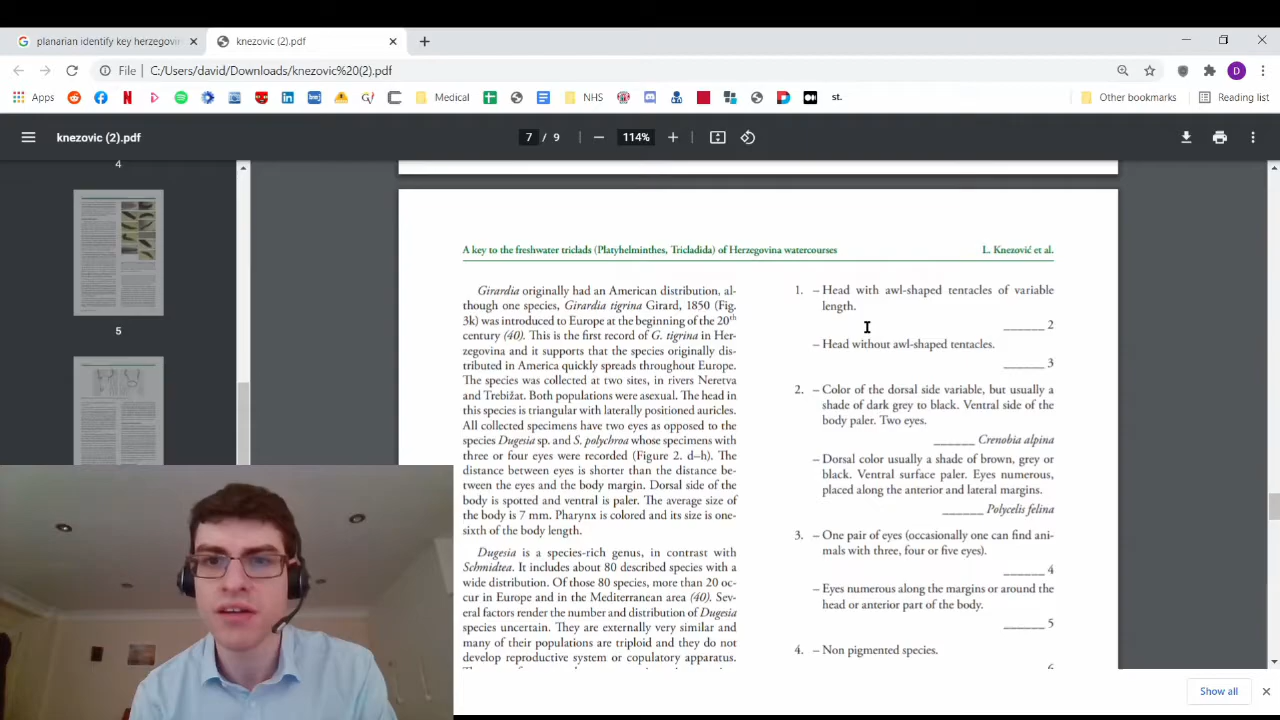 planarian identify key herzegovi
knezovic (2).pdf
File
C:/Users/david/Downloads/knezovic%20(2).pdf
D
Apps
Medical
NHS
st.
Other bookmarks
Reading list
knezovic (2).pdf
7 / 9
114%
4
5
A key to the freshwater triclads (Platyhelminthes, Tricladida) of Herzegovina watercourses
L. Knezović et al.
Girardia originally had an American distribution, al-
though one species, Girardia tigrina Girard, 1850 (Fig.
3k) was introduced to Europe at the beginning of the 20th
century (40). This is the first record of G. tigrina in Her-
zegovina and it supports that the species originally dis-
tributed in America quickly spreads throughout Europe.
The species was collected at two sites, in rivers Neretva
and Trebižat. Both populations were asexual. The head in
this species is triangular with laterally positioned auricles.
All collected specimens have two eyes as opposed to the
species Dugesia sp. and S. polychroa whose specimens with
three or four eyes were recorded (Figure 2. d–h). The
distance between eyes is shorter than the distance be-
tween the eyes and the body margin. Dorsal side of the
body is spotted and ventral is paler. The average size of
the body is 7 mm. Pharynx is colored and its size is one-
sixth of the body length.
Dugesia is a species-rich genus, in contrast with
Schmidtea. It includes about 80 described species with a
wide distribution. Of those 80 species, more than 20 oc-
cur in Europe and in the Mediterranean area (40). Sev-
eral factors render the number and distribution of Dugesia
species uncertain. They are externally very similar and
many of their populations are triploid and they do not
develop reproductive system or copulatory apparatus.
1. – Head with awl-shaped tentacles of variable
length.
______ 2
– Head without awl-shaped tentacles.
______ 3
2. – Color of the dorsal side variable, but usually a
shade of dark grey to black. Ventral side of the
body paler. Two eyes.
______ Crenobia alpina
– Dorsal color usually a shade of brown, grey or
black. Ventral surface paler. Eyes numerous,
placed along the anterior and lateral margins.
______ Polycelis felina
3. – One pair of eyes (occasionally one can find ani-
mals with three, four or five eyes).
______ 4
– Eyes numerous along the margins or around the
head or anterior part of the body.
______ 5
4. – Non pigmented species.
Show all